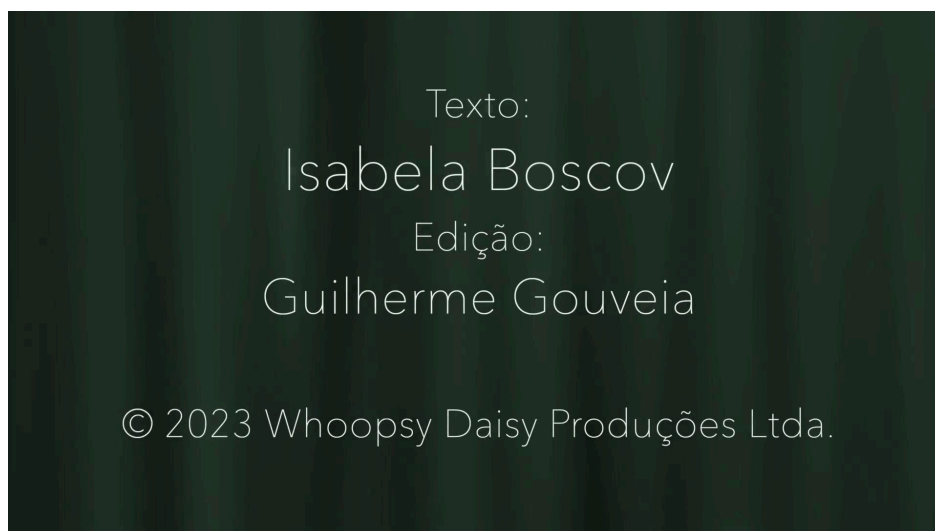 Texto:
Isabela Boscov
Edição:
Guilherme Gouveia
© 2023 Whoopsy Daisy Produções Ltda.